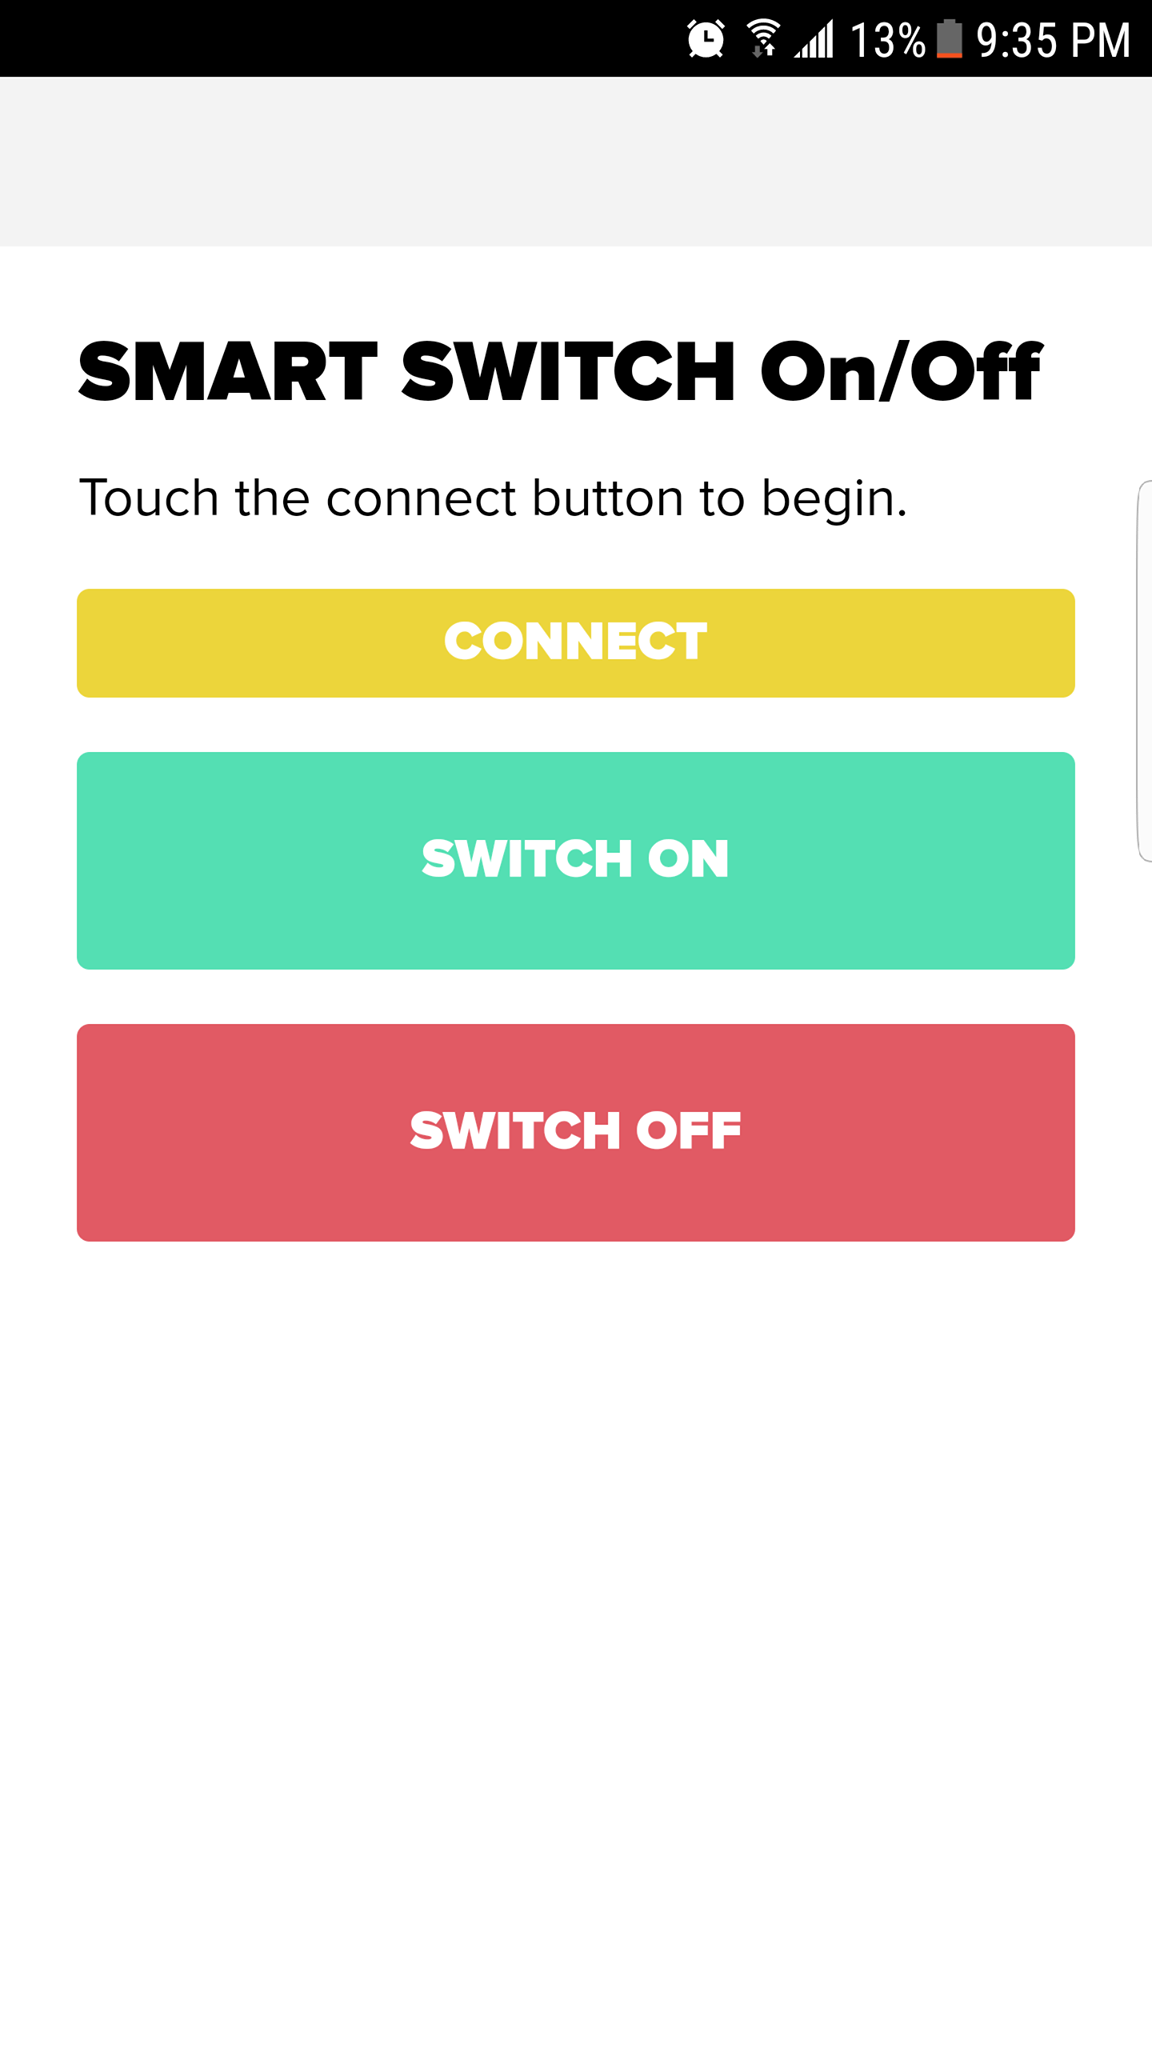 13% 9:35 PM
SMART SWITCH On/Off
Touch the connect button to begin.
CONNECT
SWITCH ON
SWITCH OFF